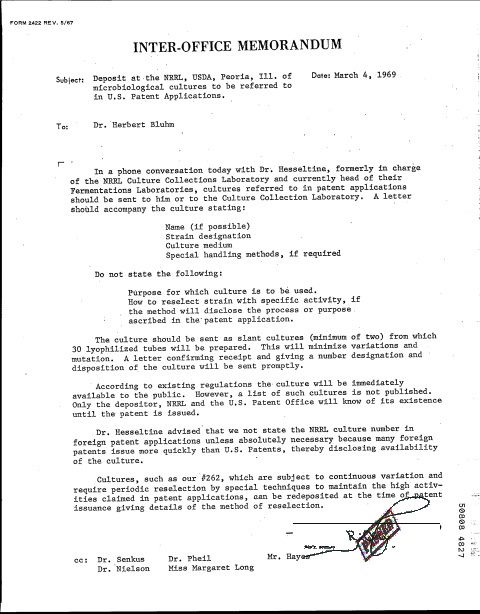 FORM 2422 REV. 5/67
INTER-OFFICE MEMORANDUM
Subject: Deposit at the NRRL, USDA, Peoria, Ill. of Date: March 4, 1969
microbiological cultures to be referred to
in U.S. Patent Applications.
To: Dr. Herbert Bluhm
In a phone conversation today with Dr. Hesseltine, formerly in charge
of the NRRL Culture Collections Laboratory and currently head of their
Fermentations Laboratories, cultures referred to in patent applications
should be sent to him or to the Culture Collection Laboratory. A letter
should accompany the culture stating:
Name (if possible)
Strain designation
Culture medium
Special handling methods, if required
Do not state the following:
Purpose for which culture is to be used.
How to reselect strain with specific activity, if
the method will disclose the process or purpose
ascribed in the patent application.
The culture should be sent as slant cultures (minimum of two) from which
30 lyophilized tubes will be prepared. This will minimize variations and
mutation. A letter confirming receipt and giving a number designation and
disposition of the culture will be sent promptly.
According to existing regulations the culture will be immediately
available to the public. However, a list of such cultures is not published.
Only the depositor, NRRL and the U.S. Patent Office will know of its existence
until the patent is issued.
Dr. Hesseltine advised that we not state the NRRL culture number in
foreign patent applications unless absolutely necessary because many foreign
patents issue more quickly than U.S. Patents, thereby disclosing availability
of the culture.
Cultures, such as our #262, which are subject to continuous variation and
require periodic reselection by special techniques to maintain the high activ-
ities claimed in patent applications, can be redeposited at the time of patent
issuance giving details of the method of reselection.
cc: Dr. Senkus Dr. Pheil Mr. Hayes
Dr. Nielson Miss Margaret Long
50808 4827